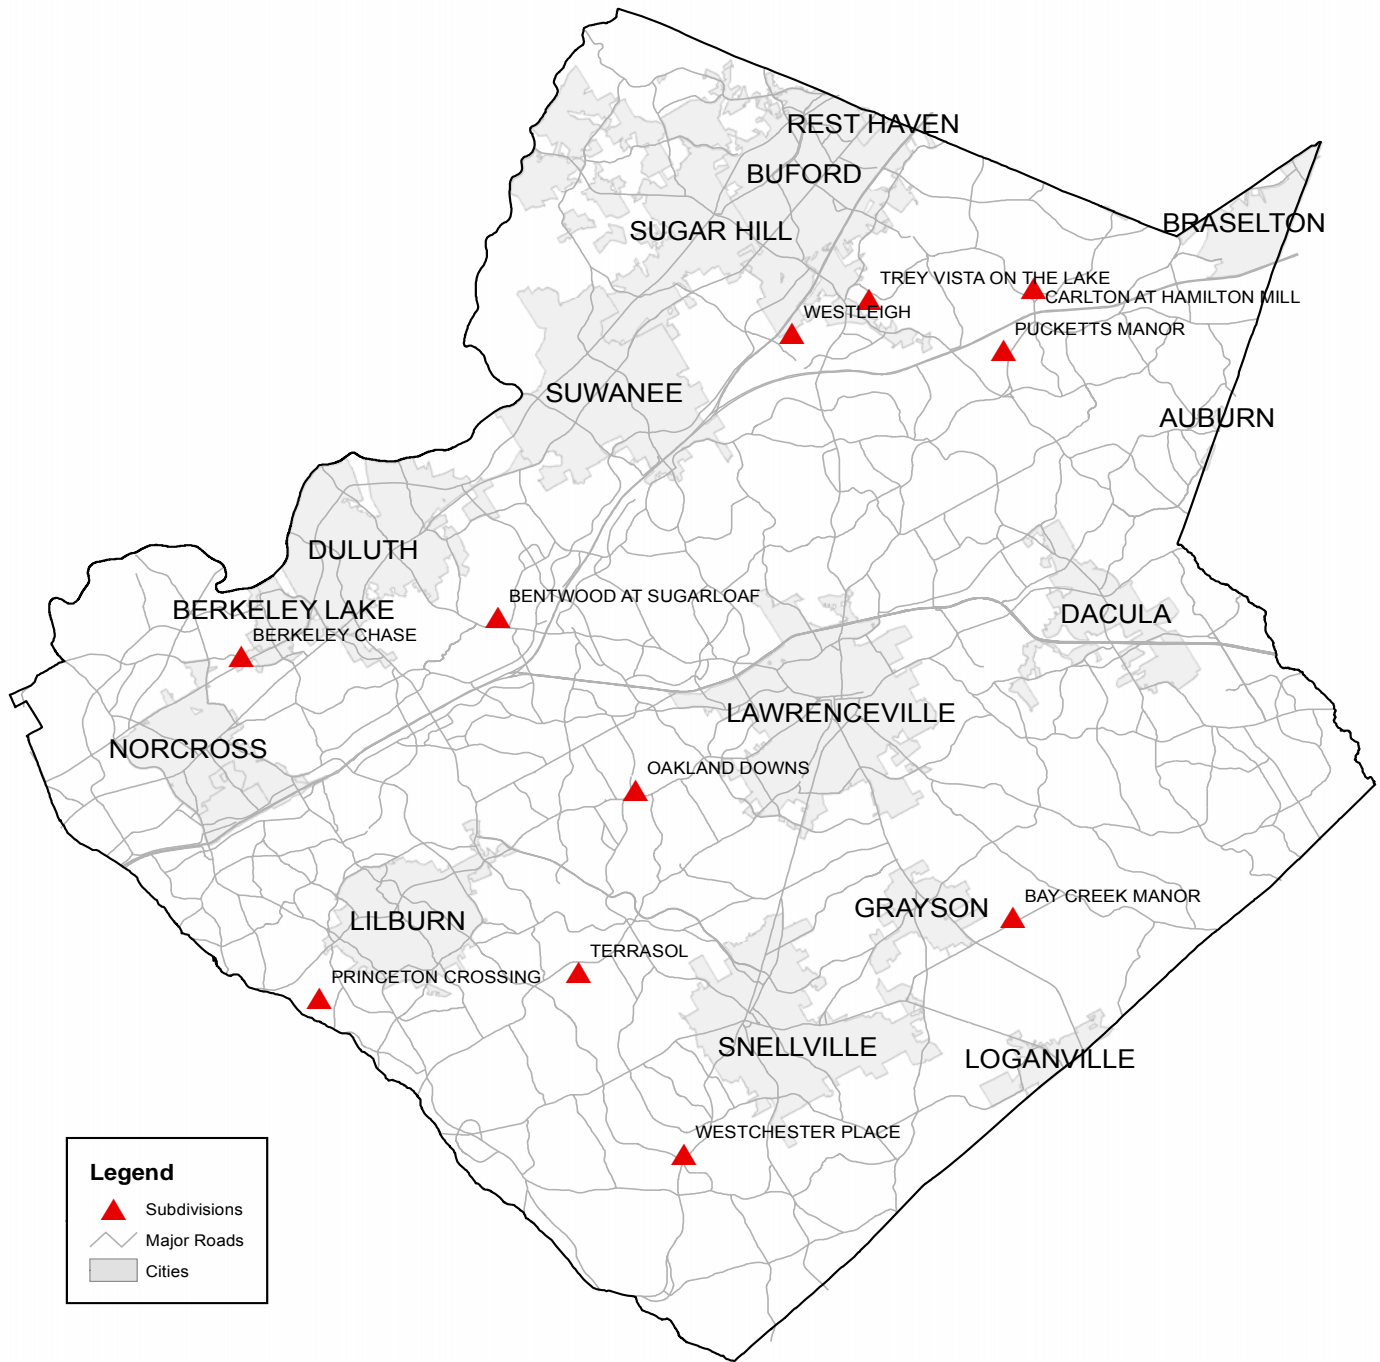 REST HAVEN
BUFORD
BRASELTON
SUGAR HILL
TREY VISTA ON THE LAKE
CARLTON AT HAMILTON MILL
WESTLEIGH
PUCKETTS MANOR
SUWANEE
AUBURN
DULUTH
BENTWOOD AT SUGARLOAF
BERKELEY LAKE
DACULA
BERKELEY CHASE
LAWRENCEVILLE
NORCROSS
OAKLAND DOWNS
BAY CREEK MANOR
GRAYSON
LILBURN
TERRASOL
PRINCETON CROSSING
SNELLVILLE
LOGANVILLE
WESTCHESTER PLACE
Legend
Subdivisions
Major Roads
Cities